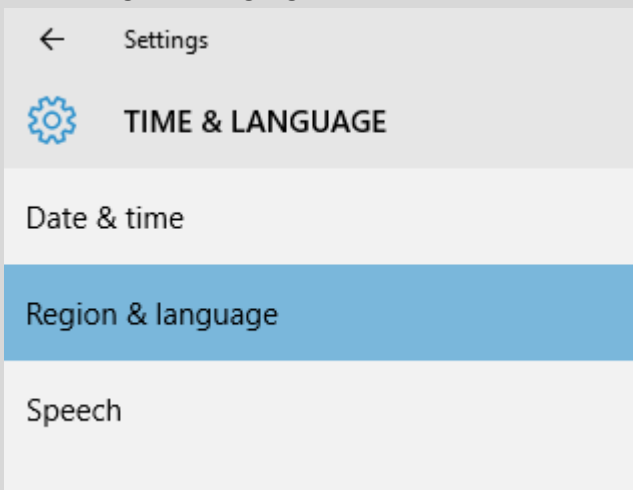 Settings
TIME & LANGUAGE
Date & time
Region & language
Speech